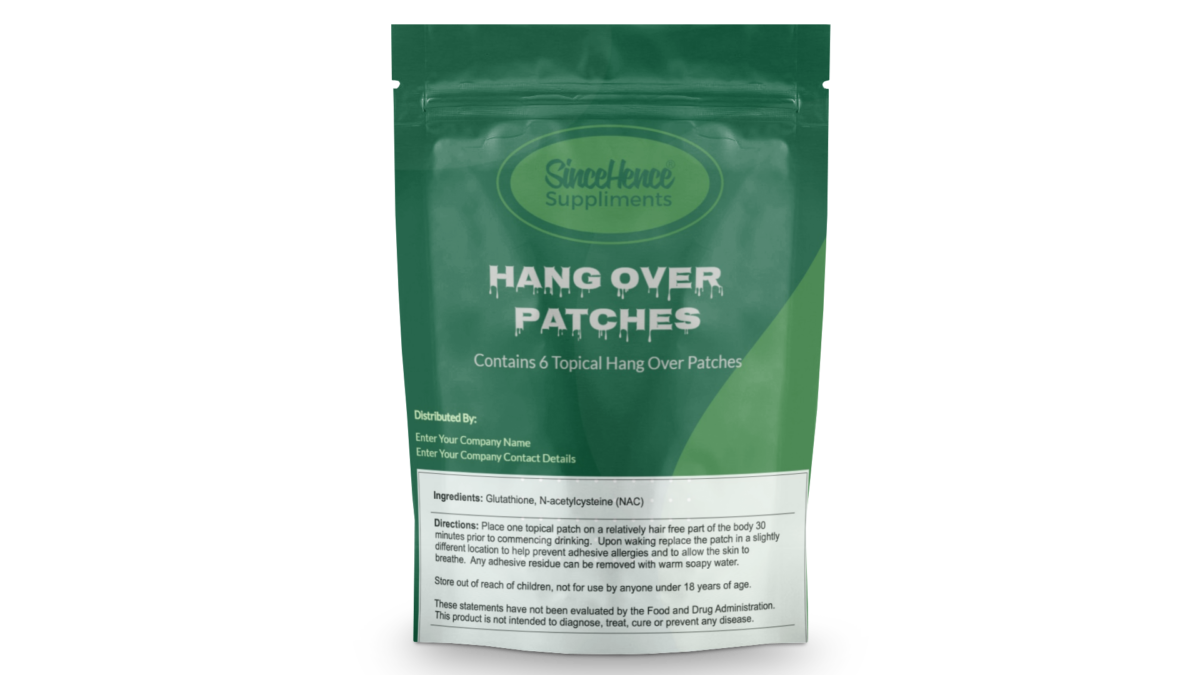 SinceHence®
Suppliments
HANG OVER
PATCHES
Contains 6 Topical Hang Over Patches
Distributed By:
Enter Your Company Name
Enter Your Company Contact Details
Ingredients: Glutathione, N-acetylcysteine (NAC)
Directions: Place one topical patch on a relatively hair free part of the body 30
minutes prior to commencing drinking. Upon waking replace the patch in a slightly
different location to help prevent adhesive allergies and to allow the skin to
breathe. Any adhesive residue can be removed with warm soapy water.
Store out of reach of children, not for use by anyone under 18 years of age.
These statements have not been evaluated by the Food and Drug Administration.
This product is not intended to diagnose, treat, cure or prevent any disease.